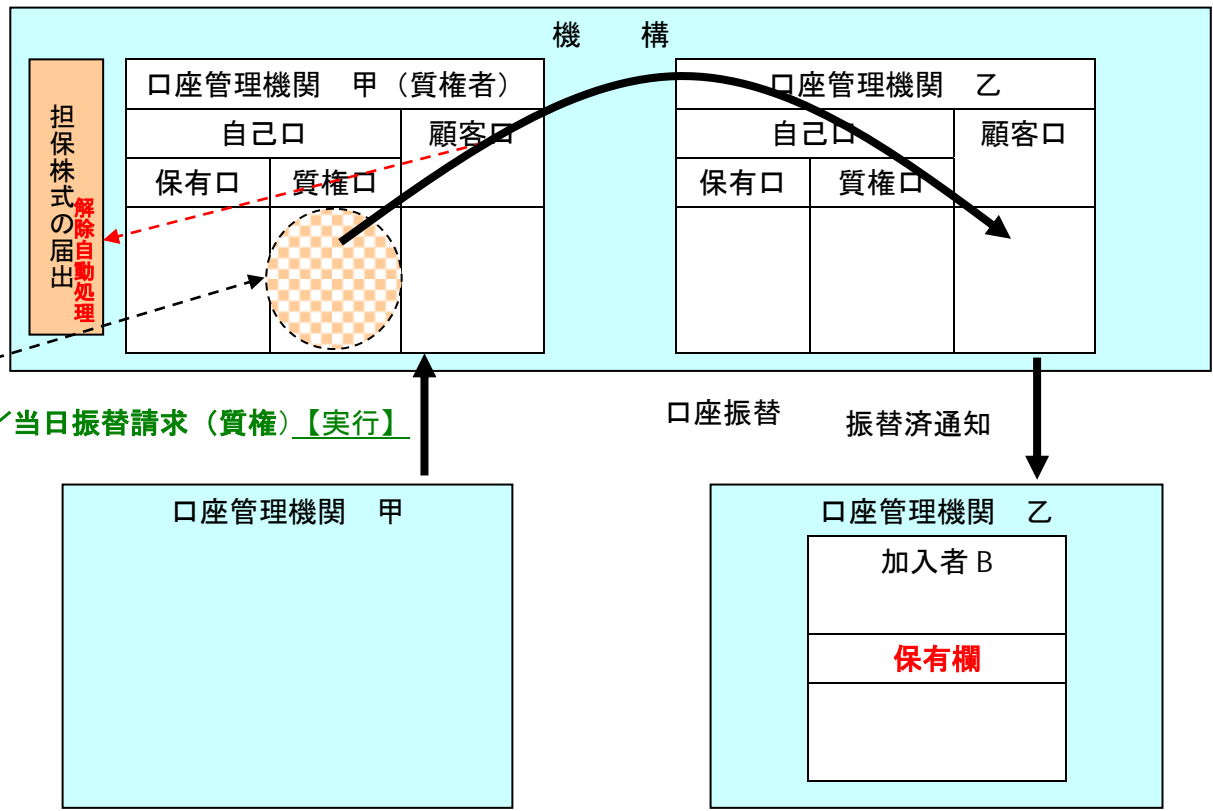 機　　構
担保株式の届出
解除自動処理
口座管理機関　甲（質権者）
自己口
顧客口
保有口
質権口
口座管理機関　乙
自己口
顧客口
保有口
質権口
／当日振替請求（質権）【実行】
口座振替
振替済通知
口座管理機関　甲
口座管理機関　乙
加入者 B
保有欄